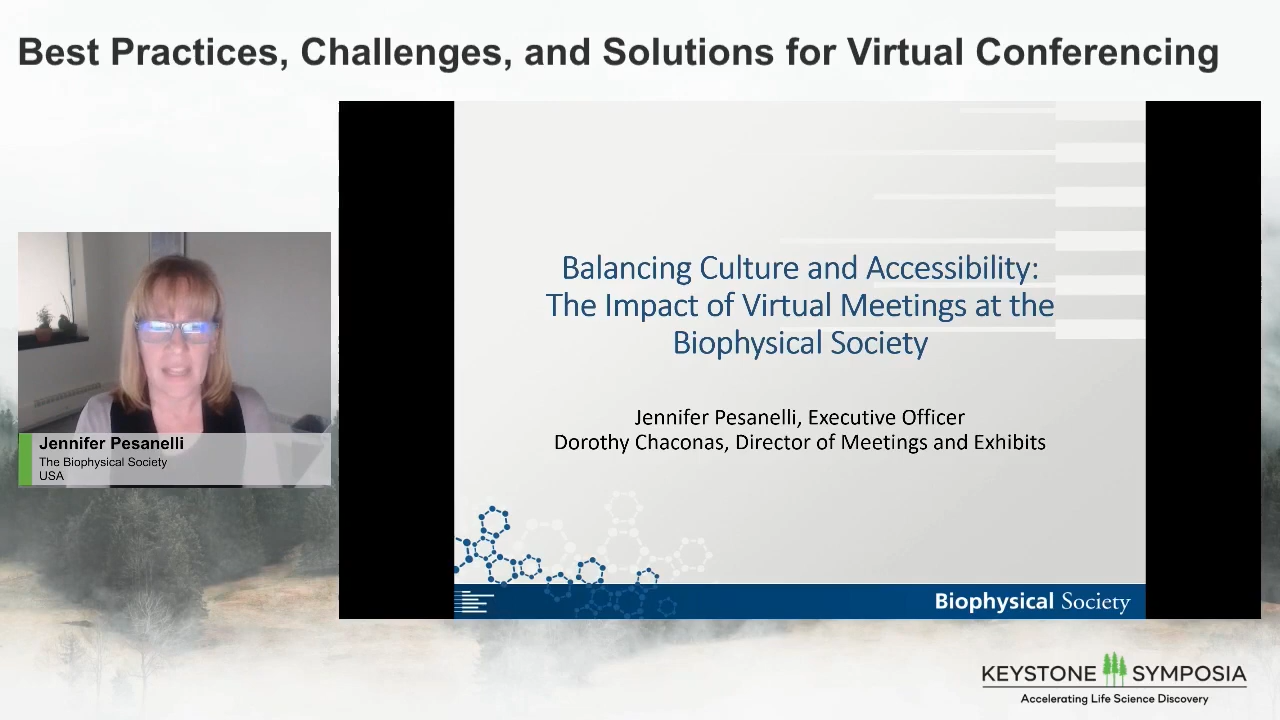 Best Practices, Challenges, and Solutions for Virtual Conferencing
Balancing Culture and Accessibility:
The Impact of Virtual Meetings at the
Biophysical Society
Jennifer Pesanelli, Executive Officer
Dorothy Chaconas, Director of Meetings and Exhibits
Biophysical Society
Jennifer Pesanelli
The Biophysical Society
USA
KEYSTONE SYMPOSIA
Accelerating Life Science Discovery